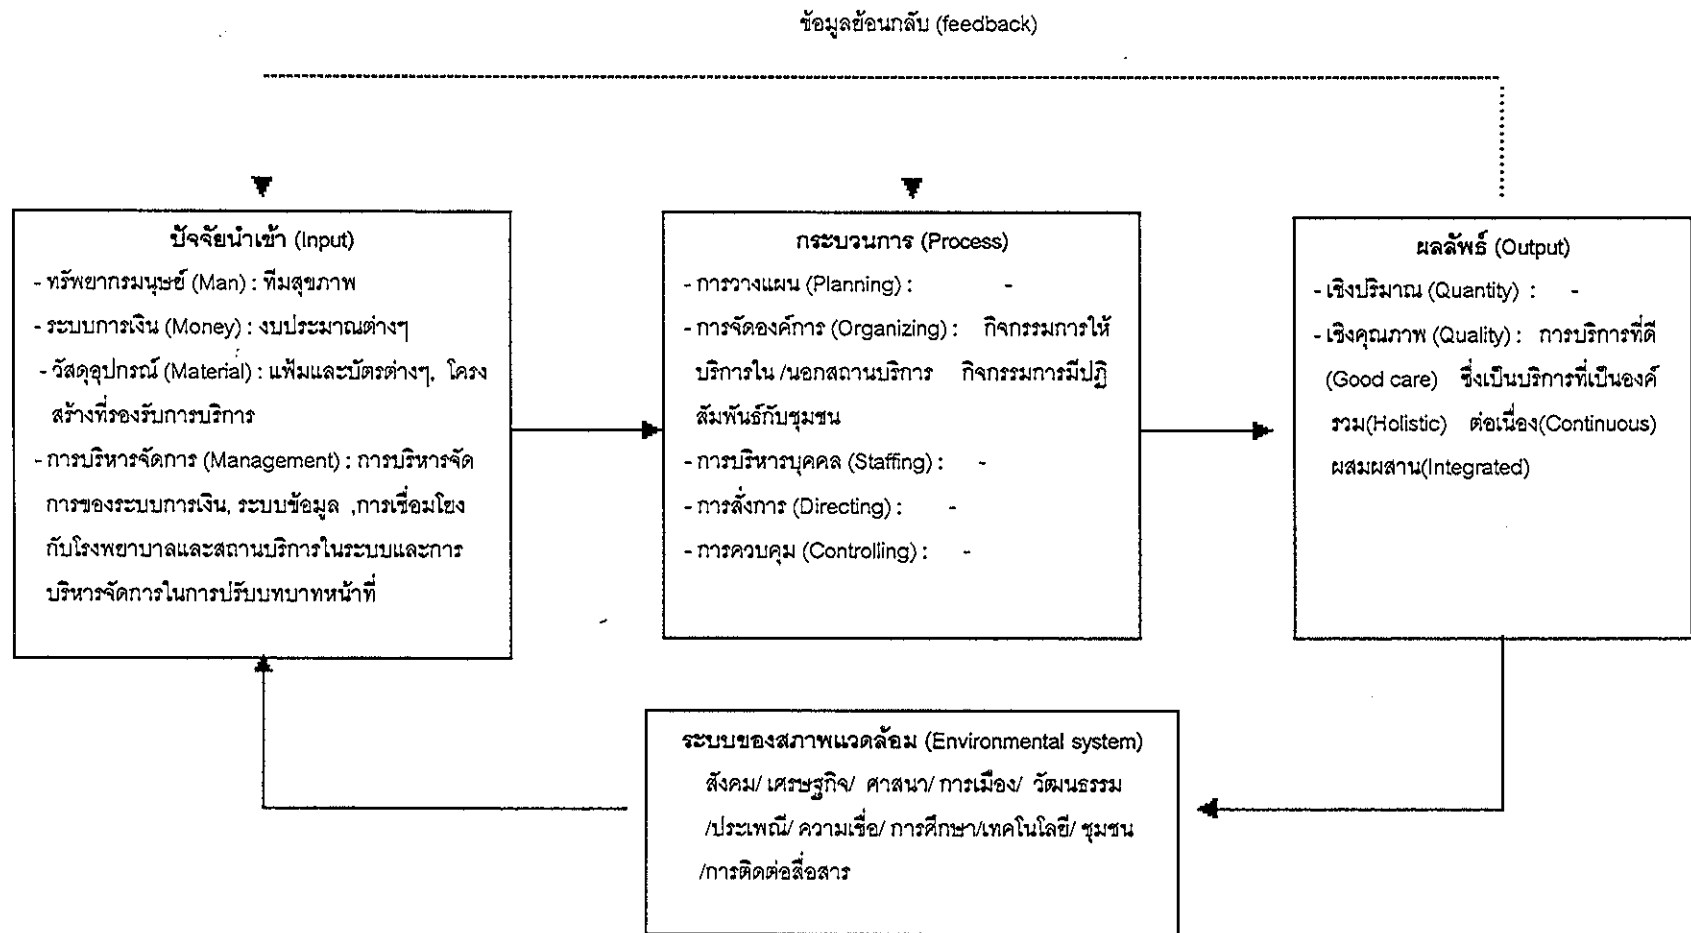 ข้อมูลย้อนกลับ (feedback)
ปัจจัยนำเข้า (Input)
- ทรัพยากรมนุษย์ (Man) : ทีมสุขภาพ
- ระบบการเงิน (Money) : งบประมาณต่างๆ
- วัสดุอุปกรณ์ (Material) : แฟ้มและบัตรต่างๆ, โครง
สร้างที่รองรับการบริการ
- การบริหารจัดการ (Management) : การบริหารจัด
การของระบบการเงิน, ระบบข้อมูล ,การเชื่อมโยง
กับโรงพยาบาลและสถานบริการในระบบและการ
บริหารจัดการในการปรับบทบาทหน้าที่
กระบวนการ (Process)
- การวางแผน (Planning) : -
- การจัดองค์การ (Organizing) : กิจกรรมการให้
บริการใน /นอกสถานบริการ กิจกรรมการมีปฏิ
สัมพันธ์กับชุมชน
- การบริหารบุคคล (Staffing) : -
- การสั่งการ (Directing) : -
- การควบคุม (Controlling) : -
ผลลัพธ์ (Output)
- เชิงปริมาณ (Quantity) : -
- เชิงคุณภาพ (Quality) : การบริการที่ดี
(Good care) ซึ่งเป็นบริการที่เป็นองค์
รวม(Holistic) ต่อเนื่อง(Continuous)
ผสมผสาน(Integrated)
ระบบของสภาพแวดล้อม (Environmental system)
สังคม/ เศรษฐกิจ/ ศาสนา/ การเมือง/ วัฒนธรรม
/ประเพณี/ ความเชื่อ/ การศึกษา/เทคโนโลยี/ ชุมชน
/การติดต่อสื่อสาร